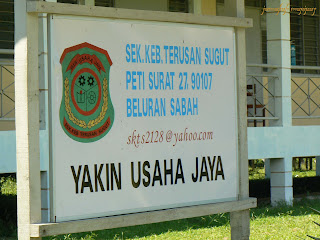 SEK. KEB. TERUSAN SUGUT
PETI SURAT 27, 90107
BELURAN SABAH
skts2128@yahoo.com
YAKIN USAHA JAYA